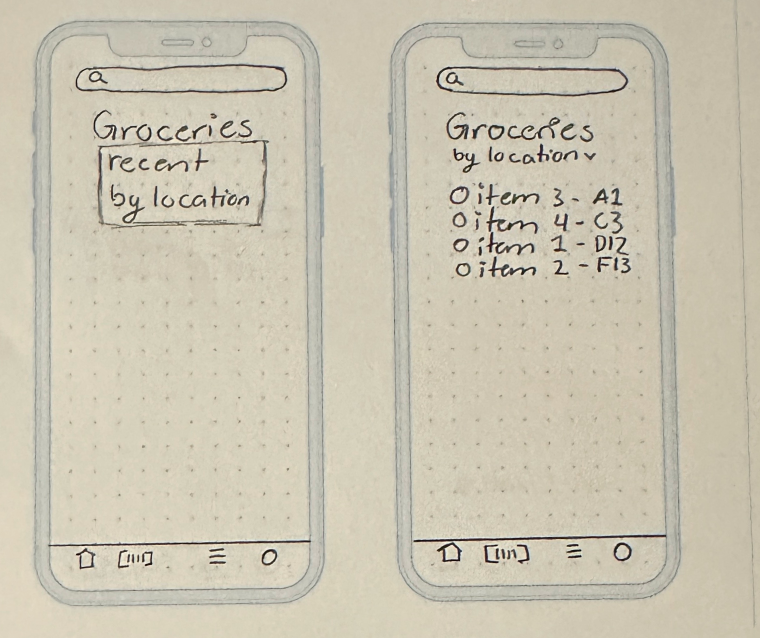 Groceries
recent
by location
Groceries
by location
item 3 - A1
item 4 - C3
item 1 - D12
item 2 - F13